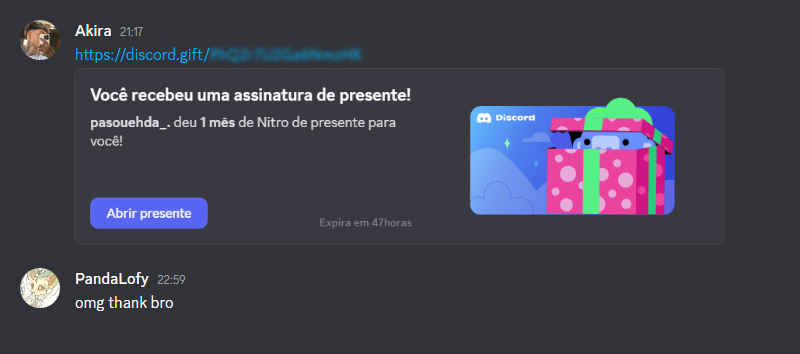 Akira 21:17
https://discord.gift/
Você recebeu uma assinatura de presente!
Discord
pasouehda_. deu 1 mês de Nitro de presente para
você!
Abrir presente
Expira em 47horas
PandaLofy 22:59
omg thank bro